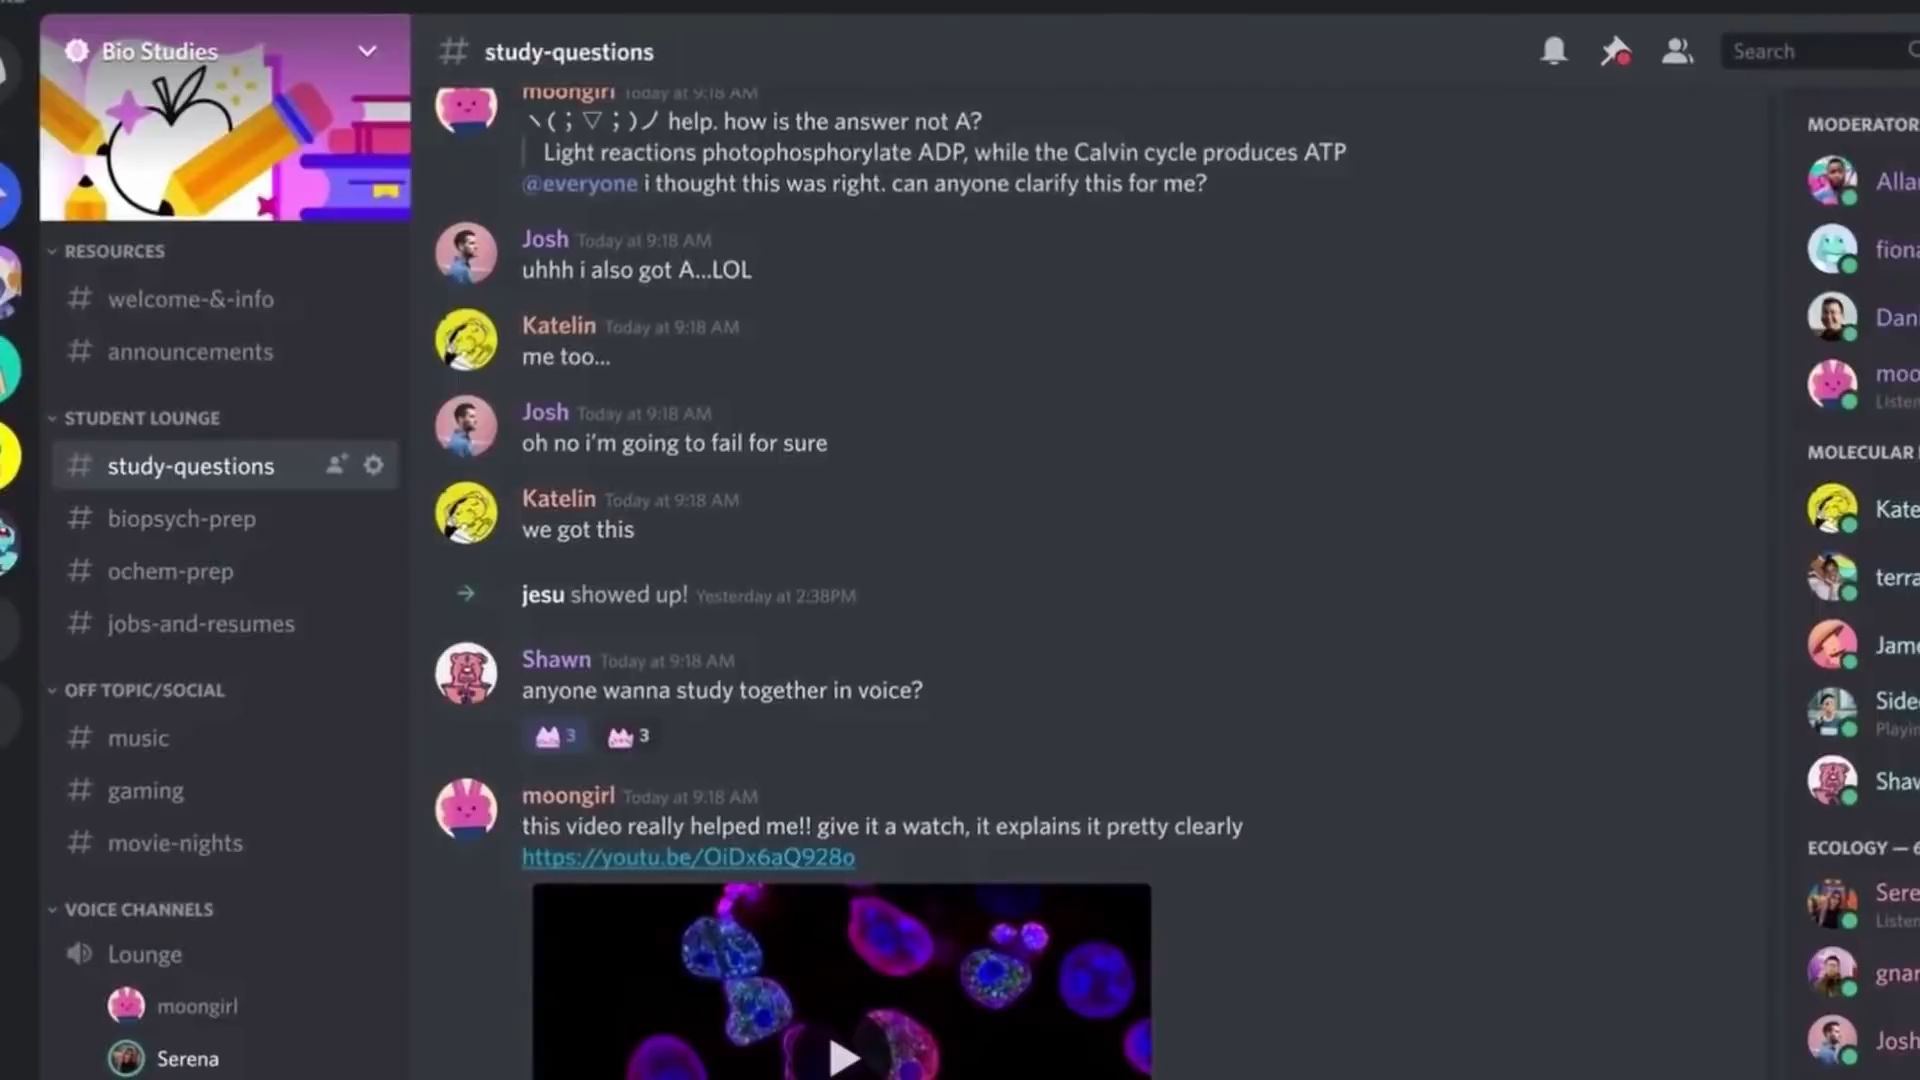 Bio Studies
RESOURCES
# welcome-&-info
# announcements
STUDENT LOUNGE
# study-questions
# biopsych-prep
# ochem-prep
# jobs-and-resumes
OFF TOPIC/SOCIAL
# music
# gaming
# movie-nights
VOICE CHANNELS
Lounge
moongirl
Serena
# study-questions
Search
moongirl Today at 9:18 AM
ヽ( ; ▽ ; )ノ help. how is the answer not A?
Light reactions photophosphorylate ADP, while the Calvin cycle produces ATP
@everyone i thought this was right. can anyone clarify this for me?
Josh Today at 9:18 AM
uhhh i also got A...LOL
Katelin Today at 9:18 AM
me too...
Josh Today at 9:18 AM
oh no i'm going to fail for sure
Katelin Today at 9:18 AM
we got this
jesu showed up! Yesterday at 2:38PM
Shawn Today at 9:18 AM
anyone wanna study together in voice?
3 3
moongirl Today at 9:18 AM
this video really helped me!! give it a watch, it explains it pretty clearly
https://youtu.be/OiDx6aQ928o
MODERATOR
Alla
fiona
Dan
moo
Listen
MOLECULAR
Kate
terra
Jame
Side
Playin
Shaw
ECOLOGY — 6
Sere
Listen
gnar
Josh